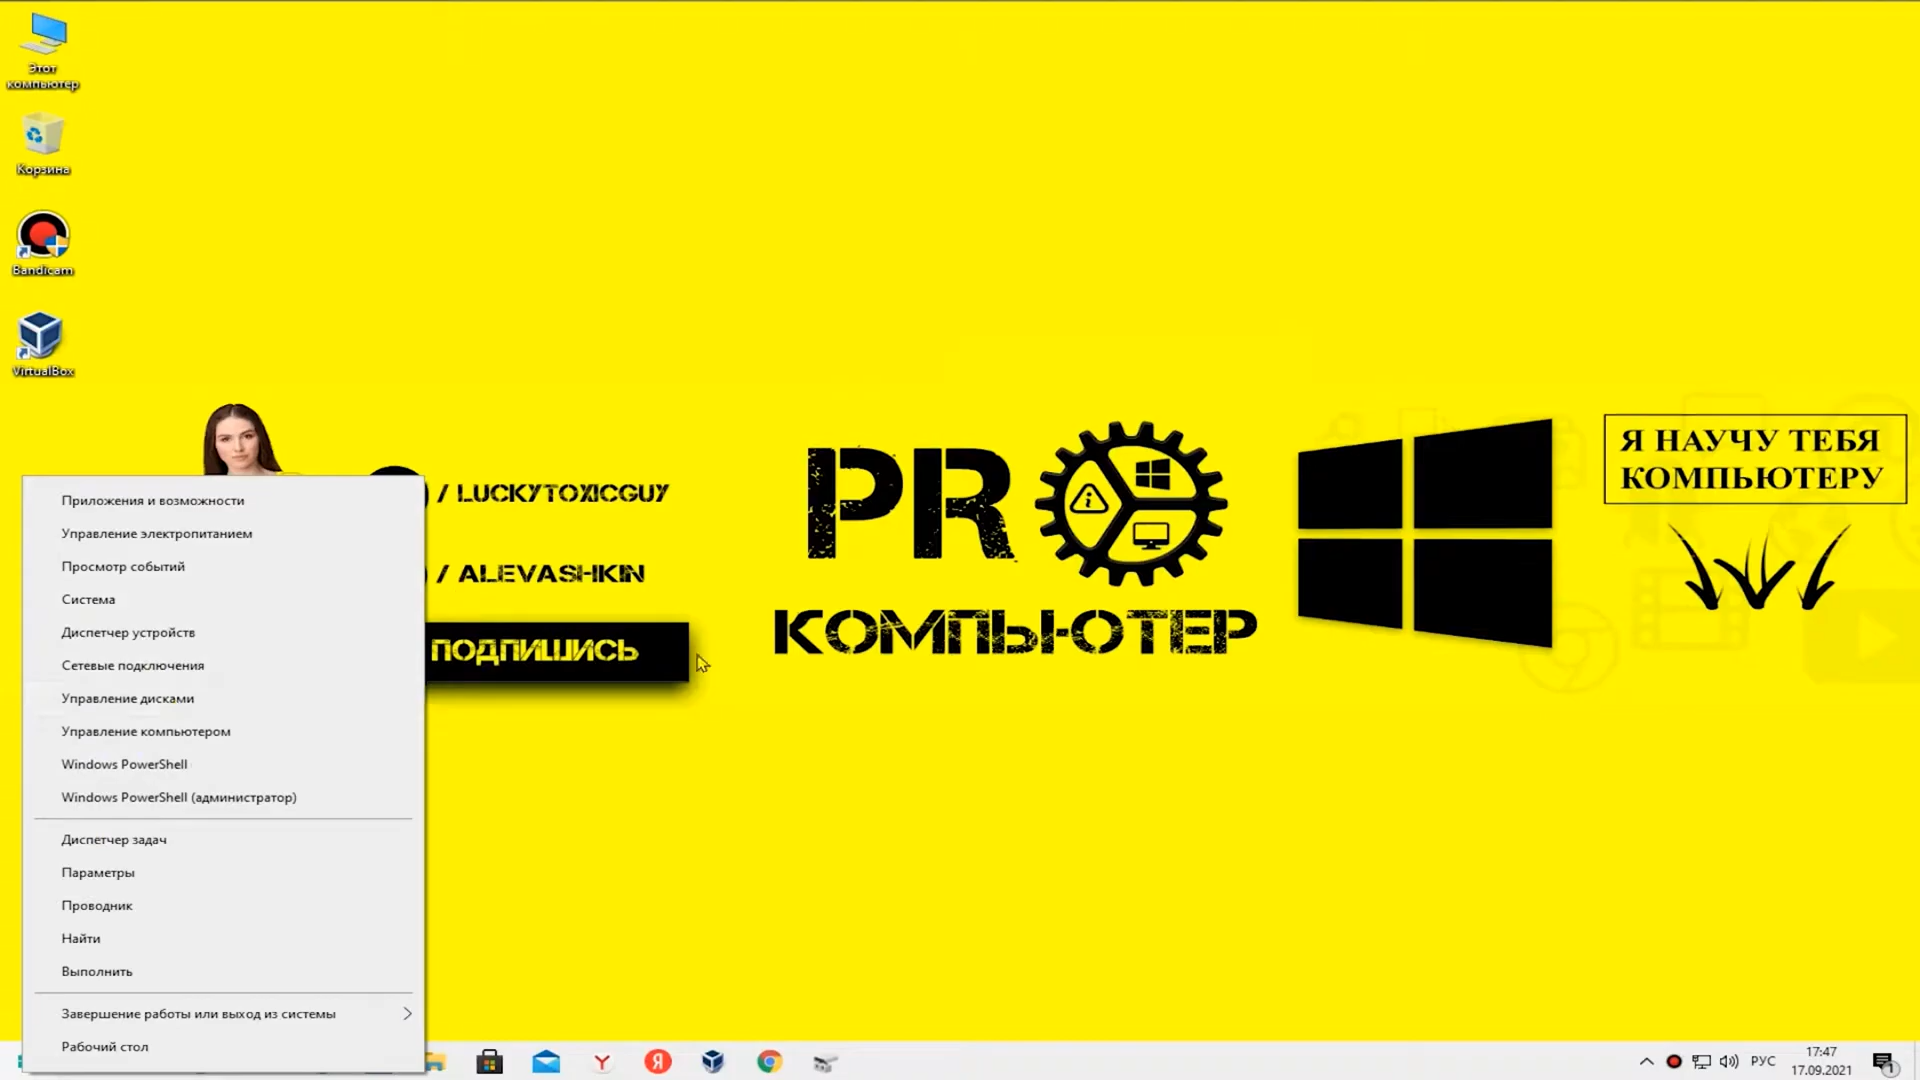 Этот
компьютер
Корзина
Bandicam
VirtualBox
/ LUCKYTOXICGUY
/ ALEVASHKIN
ПОДПИШИСЬ
PR
КОМПЬЮТЕР
Я НАУЧУ ТЕБЯ
КОМПЬЮТЕРУ
Приложения и возможности
Управление электропитанием
Просмотр событий
Система
Диспетчер устройств
Сетевые подключения
Управление дисками
Управление компьютером
Windows PowerShell
Windows PowerShell (администратор)
Диспетчер задач
Параметры
Проводник
Найти
Выполнить
Завершение работы или выход из системы
Рабочий стол
РУС
17:47
17.09.2021
1